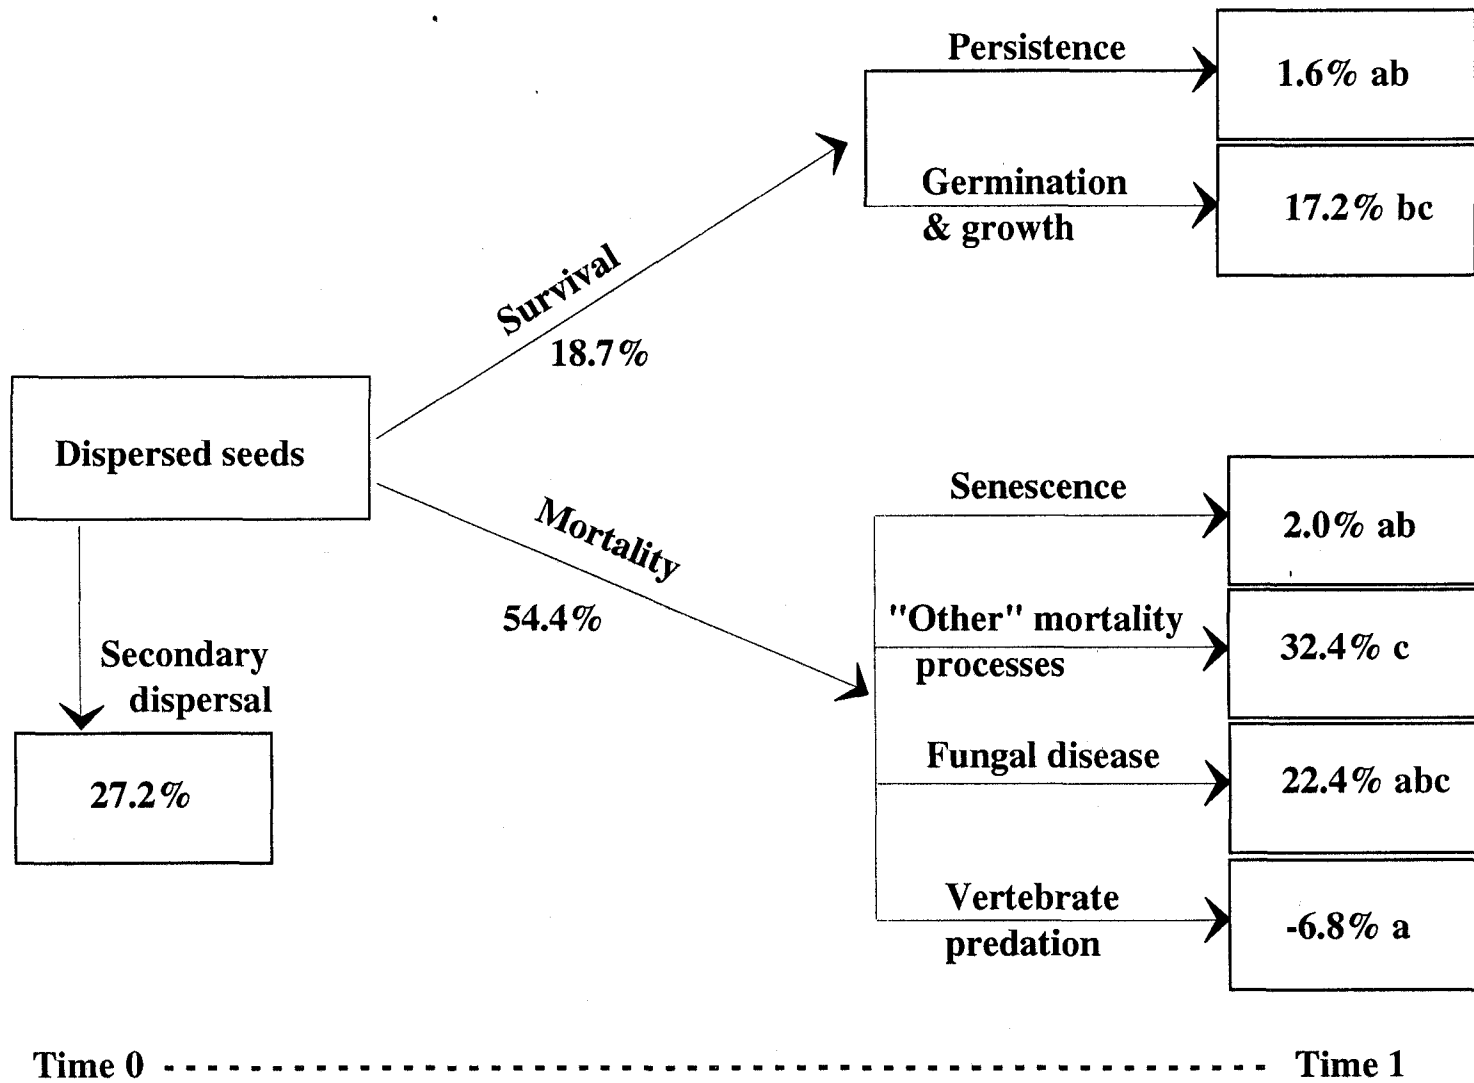 Persistence
1.6% ab
Germination
& growth
17.2% bc
Survival
18.7%
Dispersed seeds
Mortality
54.4%
Secondary
dispersal
27.2%
Senescence
2.0% ab
"Other" mortality
processes
32.4% c
Fungal disease
22.4% abc
Vertebrate
predation
-6.8% a
Time 0
Time 1